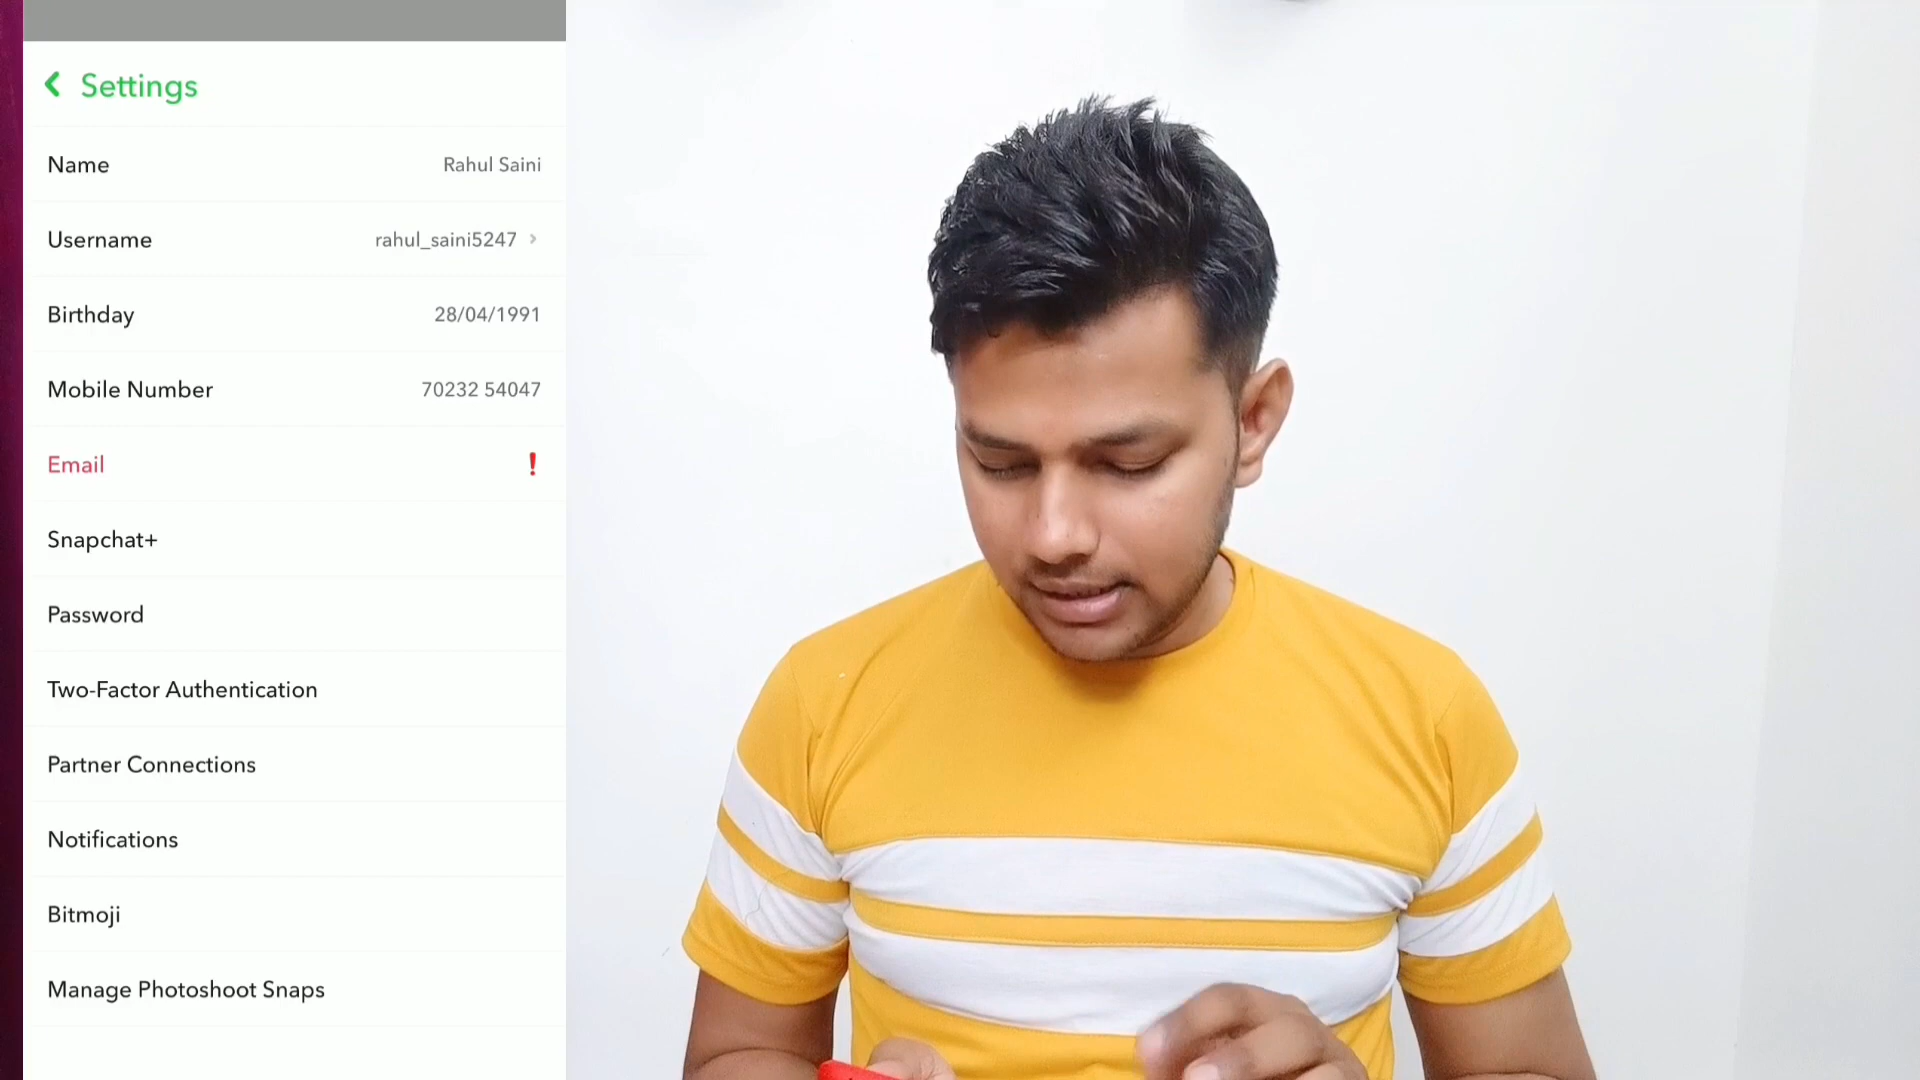 Settings
Name Rahul Saini
Username rahul_saini5247
Birthday 28/04/1991
Mobile Number 70232 54047
Email
Snapchat+
Password
Two-Factor Authentication
Partner Connections
Notifications
Bitmoji
Manage Photoshoot Snaps